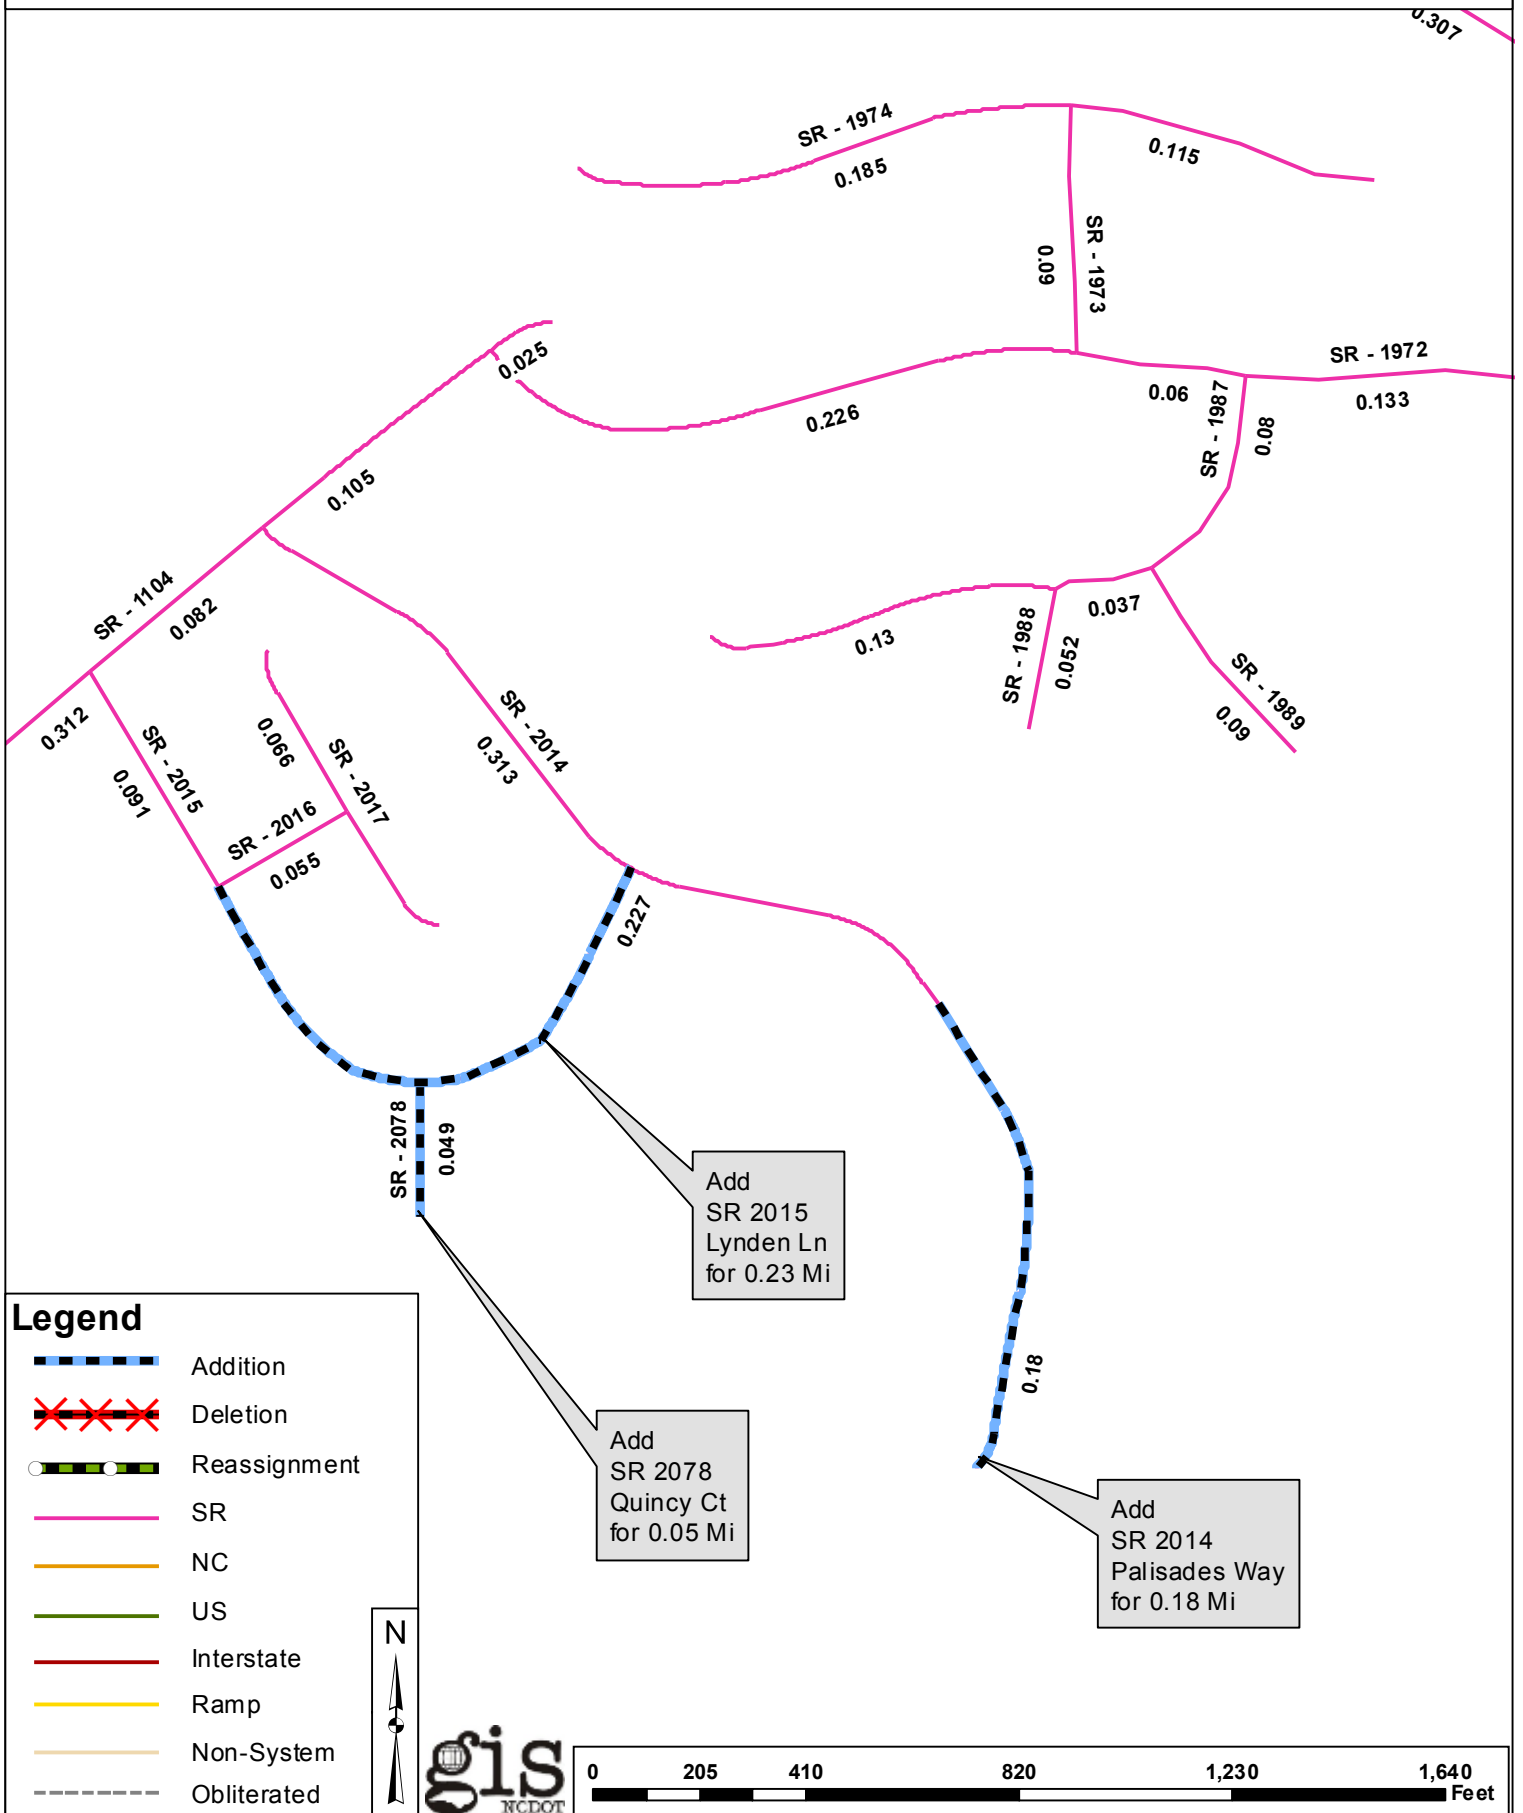 0.307
SR - 1974
0.185
0.115
SR - 1973
0.09
0.025
SR - 1972
0.133
0.06
0.226
SR - 1987
0.08
0.105
SR - 1104
0.082
0.037
0.13
SR - 1988
0.052
SR - 1989
0.09
0.312
SR - 2015
0.091
0.066
SR - 2017
SR - 2014
0.313
SR - 2016
0.055
0.227
SR - 2078
0.049
Add
SR 2015
Lynden Ln
for 0.23 Mi
0.18
Add
SR 2078
Quincy Ct
for 0.05 Mi
Add
SR 2014
Palisades Way
for 0.18 Mi
Legend
Addition
Deletion
Reassignment
SR
NC
US
Interstate
Ramp
Non-System
Obliterated
N
gis
NCDOT
0 205 410 820 1,230 1,640
Feet